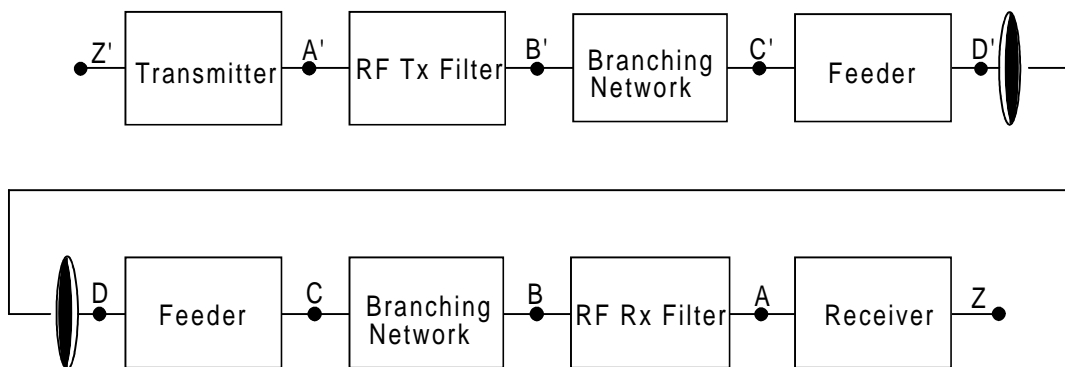 Z'
Transmitter
A'
RF Tx Filter
B'
Branching
Network
C'
Feeder
D'
D
Feeder
C
Branching
Network
B
RF Rx Filter
A
Receiver
Z